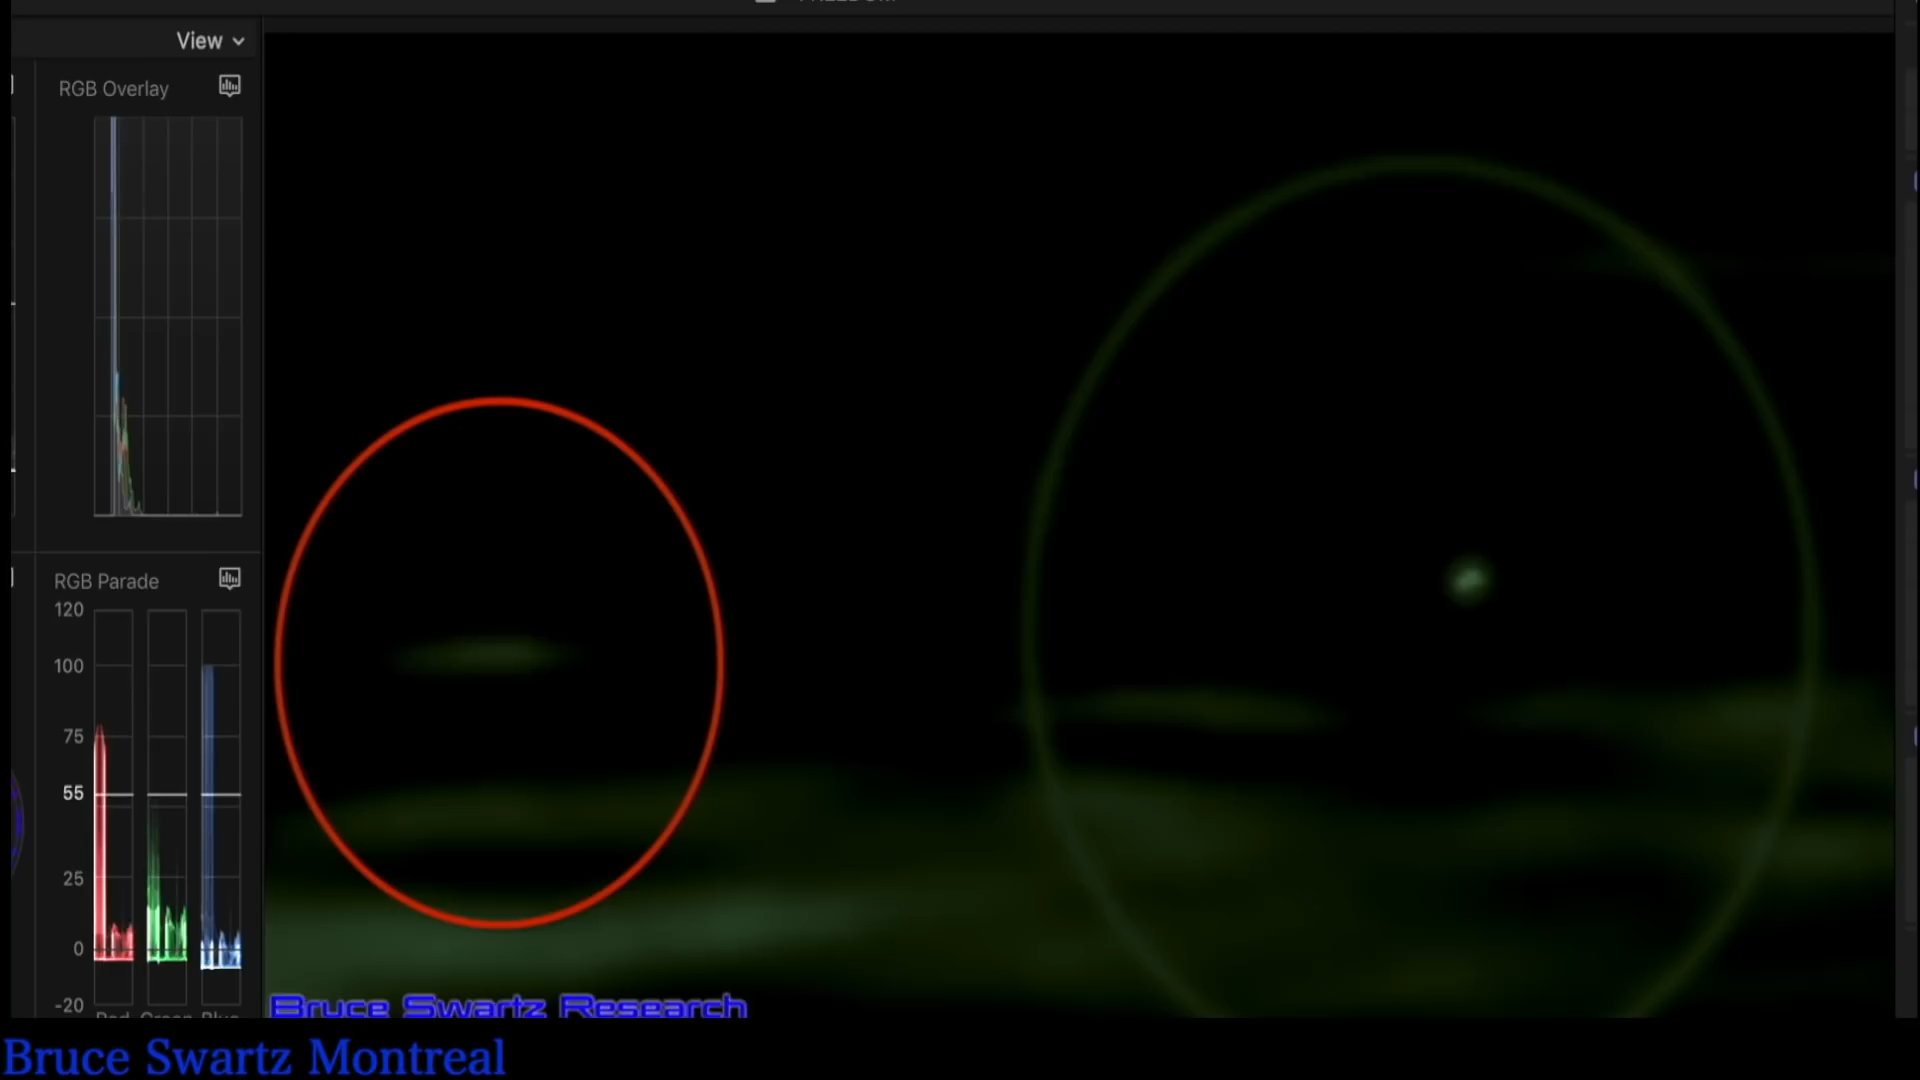 View
RGB Overlay
RGB Parade
120
100
75
55
25
0
-20
Bruce Swartz Research
Bruce Swartz Montreal